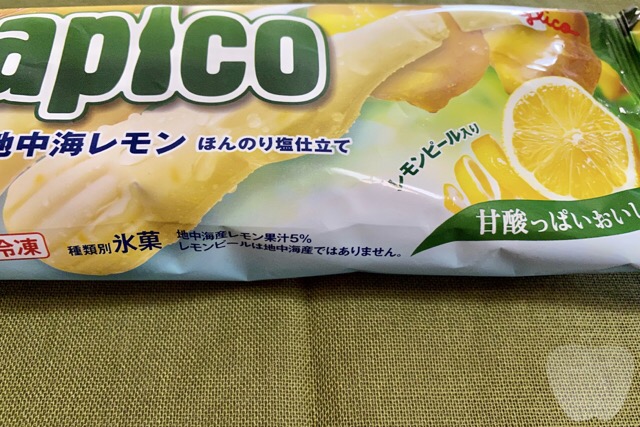 apico
glico
地中海レモン ほんのり塩仕立て
レモンピール入り
甘酸っぱいおいし
冷凍
種類別 氷菓
地中海産レモン果汁5%
レモンピールは地中海産ではありません。